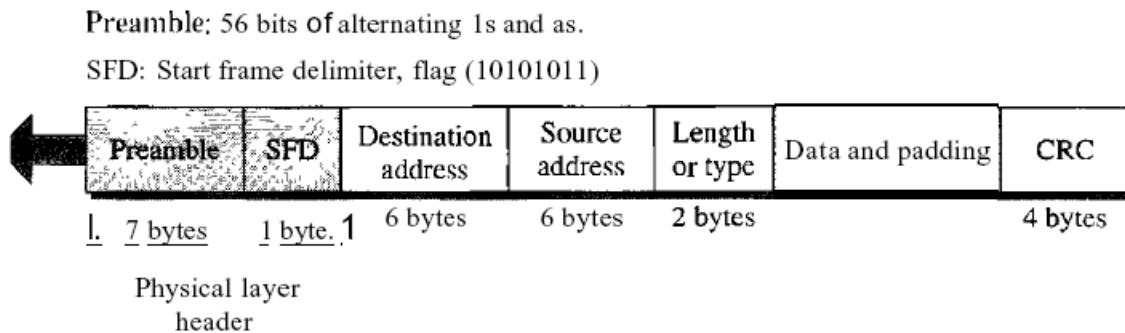 Preamble: 56 bits of alternating 1s and as.
SFD: Start frame delimiter, flag (10101011)
Preamble SFD Destination address Source address Length or type Data and padding CRC
l. 7 bytes 1 byte. 1 6 bytes 6 bytes 2 bytes 4 bytes
Physical layer
header